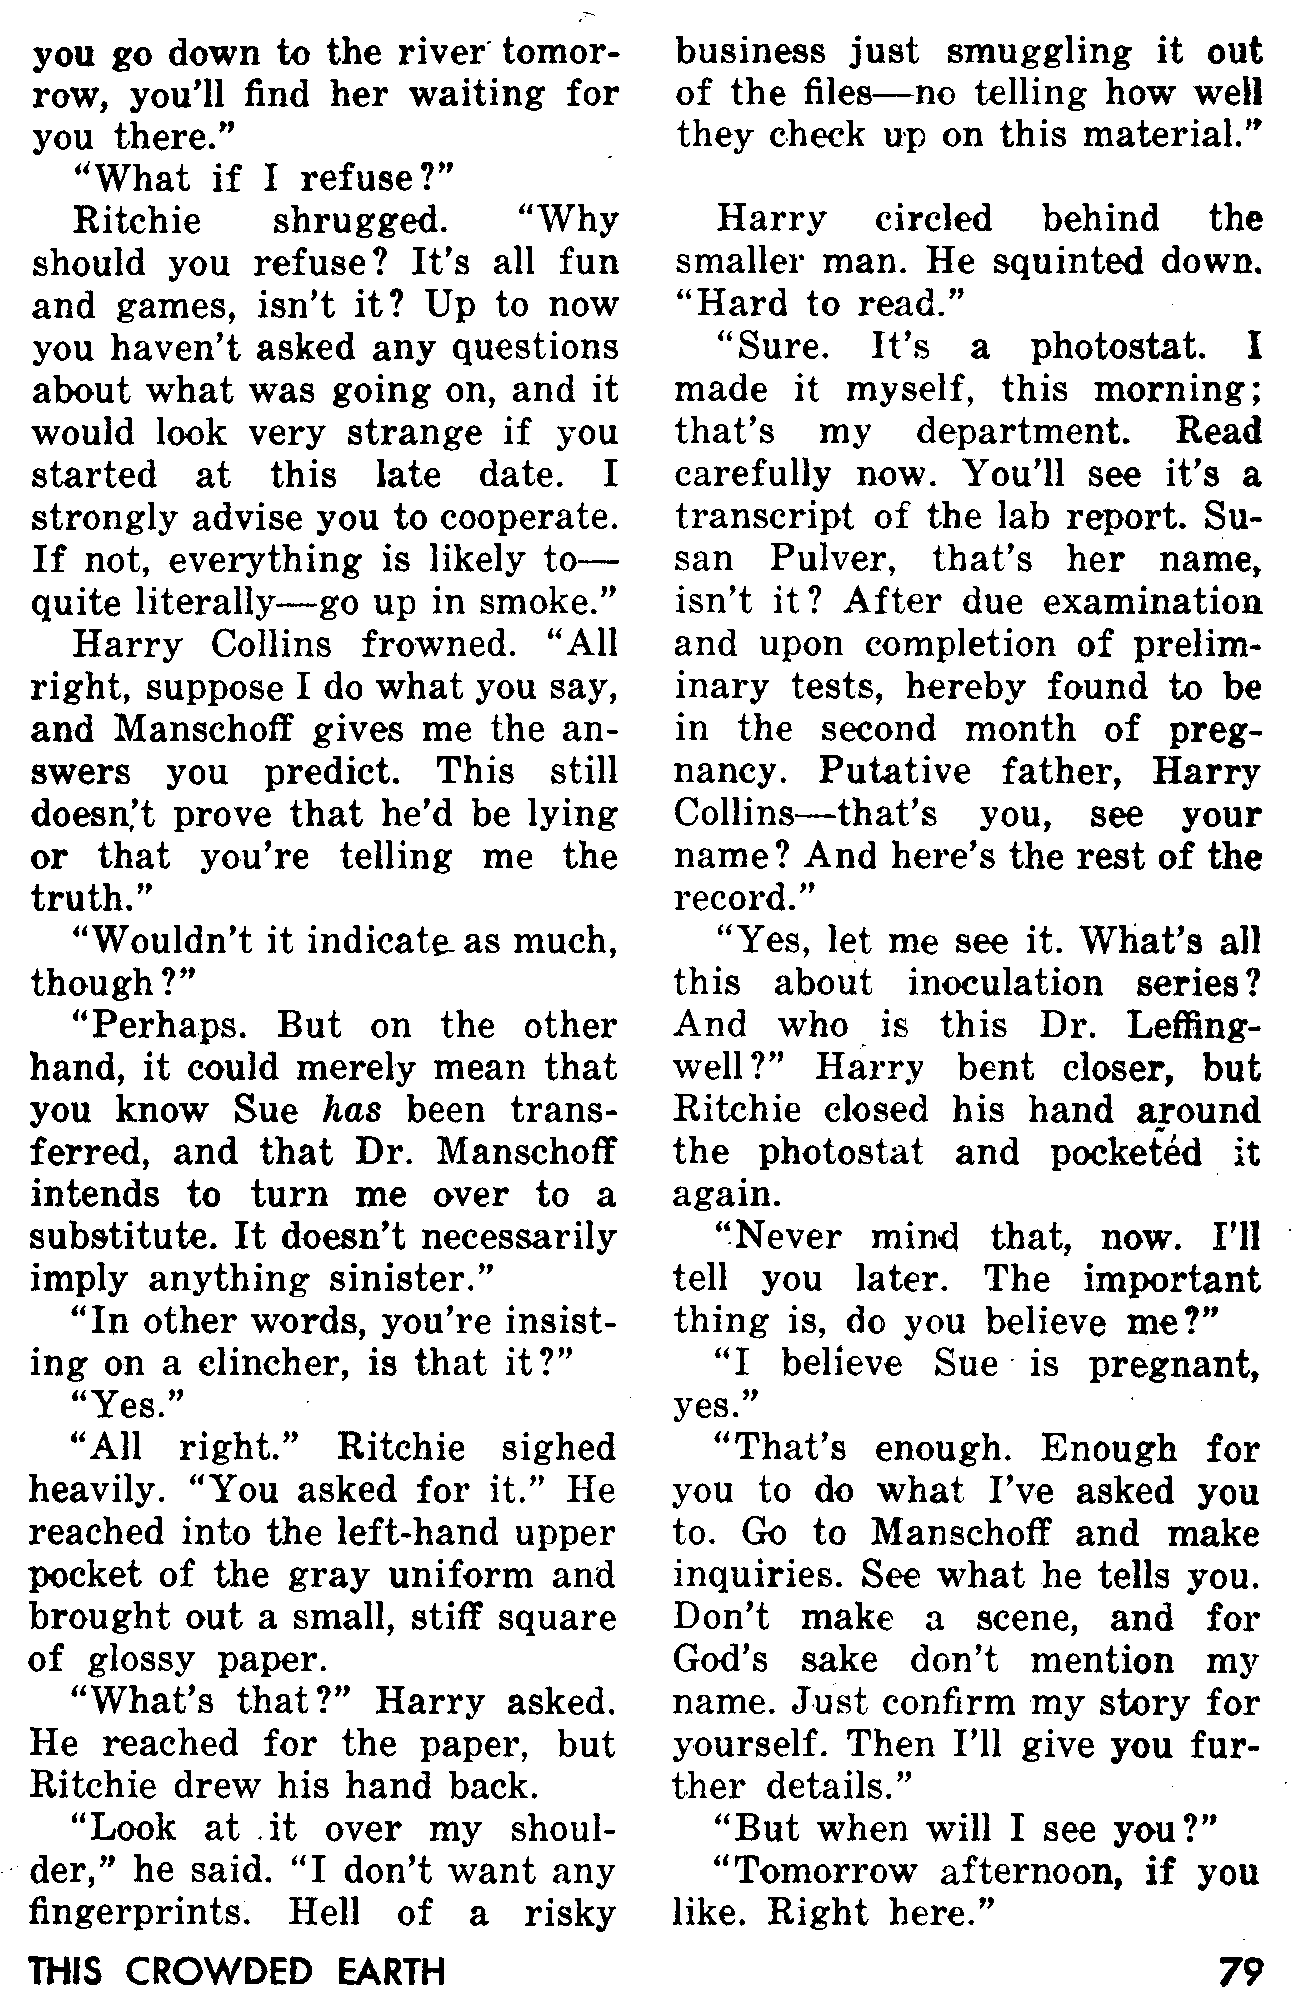 you go down to the river tomor-
row, you'll find her waiting for
you there."
"What if I refuse?"
Ritchie shrugged. "Why
should you refuse? It's all fun
and games, isn't it? Up to now
you haven't asked any questions
about what was going on, and it
would look very strange if you
started at this late date. I
strongly advise you to cooperate.
If not, everything is likely to—
quite literally—go up in smoke."
Harry Collins frowned. "All
right, suppose I do what you say,
and Manschoff gives me the an-
swers you predict. This still
doesn't prove that he'd be lying
or that you're telling me the
truth."
"Wouldn't it indicate as much,
though?"
"Perhaps. But on the other
hand, it could merely mean that
you know Sue has been trans-
ferred, and that Dr. Manschoff
intends to turn me over to a
substitute. It doesn't necessarily
imply anything sinister."
"In other words, you're insist-
ing on a clincher, is that it?"
"Yes."
"All right." Ritchie sighed
heavily. "You asked for it." He
reached into the left-hand upper
pocket of the gray uniform and
brought out a small, stiff square
of glossy paper.
"What's that?" Harry asked.
He reached for the paper, but
Ritchie drew his hand back.
"Look at it over my shoul-
der," he said. "I don't want any
fingerprints. Hell of a risky
business just smuggling it out
of the files—no telling how well
they check up on this material."
Harry circled behind the
smaller man. He squinted down.
"Hard to read."
"Sure. It's a photostat. I
made it myself, this morning;
that's my department. Read
carefully now. You'll see it's a
transcript of the lab report. Su-
san Pulver, that's her name,
isn't it? After due examination
and upon completion of prelim-
inary tests, hereby found to be
in the second month of preg-
nancy. Putative father, Harry
Collins—that's you, see your
name? And here's the rest of the
record."
"Yes, let me see it. What's all
this about inoculation series?
And who is this Dr. Leffing-
well?" Harry bent closer, but
Ritchie closed his hand around
the photostat and pocketed it
again.
"Never mind that, now. I'll
tell you later. The important
thing is, do you believe me?"
"I believe Sue is pregnant,
yes."
"That's enough. Enough for
you to do what I've asked you
to. Go to Manschoff and make
inquiries. See what he tells you.
Don't make a scene, and for
God's sake don't mention my
name. Just confirm my story for
yourself. Then I'll give you fur-
ther details."
"But when will I see you?"
"Tomorrow afternoon, if you
like. Right here."
THIS CROWDED EARTH 79